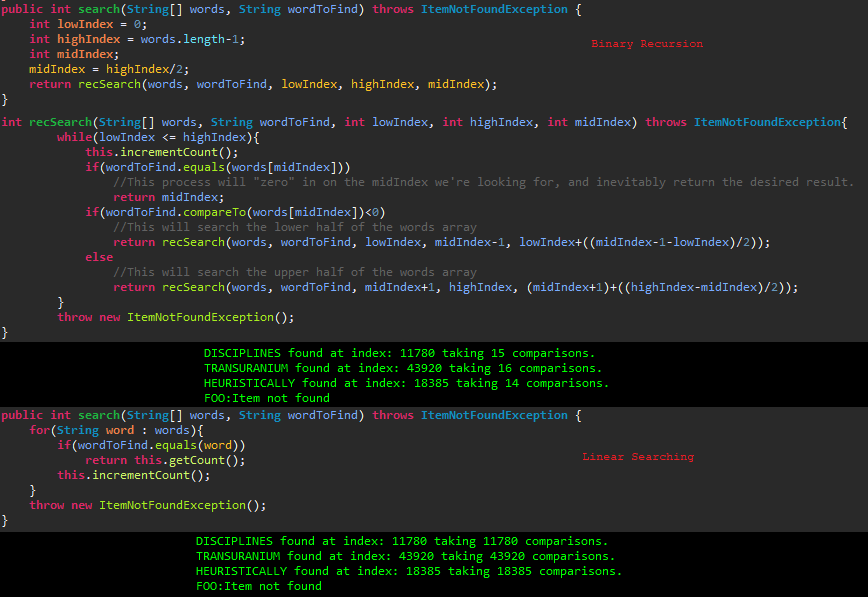 public int search(String[] words, String wordToFind) throws ItemNotFoundException {
    int lowIndex = 0;
    int highIndex = words.length-1;
Binary Recursion
    int midIndex;
    midIndex = highIndex/2;
    return recSearch(words, wordToFind, lowIndex, highIndex, midIndex);
}
int recSearch(String[] words, String wordToFind, int lowIndex, int highIndex, int midIndex) throws ItemNotFoundException{
        while(lowIndex <= highIndex){
            this.incrementCount();
            if(wordToFind.equals(words[midIndex]))
                //This process will "zero" in on the midIndex we're looking for, and inevitably return the desired result.
                return midIndex;
            if(wordToFind.compareTo(words[midIndex])<0)
                //This will search the lower half of the words array
                return recSearch(words, wordToFind, lowIndex, midIndex-1, lowIndex+((midIndex-1-lowIndex)/2));
            else
                //This will search the upper half of the words array
                return recSearch(words, wordToFind, midIndex+1, highIndex, (midIndex+1)+((highIndex-midIndex)/2));
        }
        throw new ItemNotFoundException();
}
DISCIPLINES found at index: 11780 taking 15 comparisons.
TRANSURANIUM found at index: 43920 taking 16 comparisons.
HEURISTICALLY found at index: 18385 taking 14 comparisons.
FOO:Item not found
public int search(String[] words, String wordToFind) throws ItemNotFoundException {
    for(String word : words){
        if(wordToFind.equals(word))
            return this.getCount();
Linear Searching
        this.incrementCount();
    }
    throw new ItemNotFoundException();
}
DISCIPLINES found at index: 11780 taking 11780 comparisons.
TRANSURANIUM found at index: 43920 taking 43920 comparisons.
HEURISTICALLY found at index: 18385 taking 18385 comparisons.
FOO:Item not found